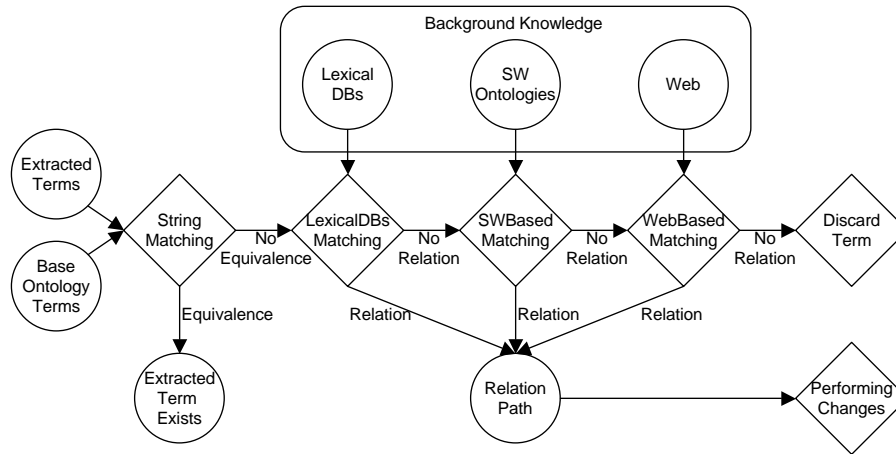 Background Knowledge
Lexical
DBs
SW
Ontologies
Web
Extracted
Terms
Base
Ontology
Terms
String
Matching
No
Equivalence
LexicalDBs
Matching
No
Relation
SWBased
Matching
No
Relation
WebBased
Matching
No
Relation
Discard
Term
Equivalence
Relation
Relation
Relation
Extracted
Term
Exists
Relation
Path
Performing
Changes